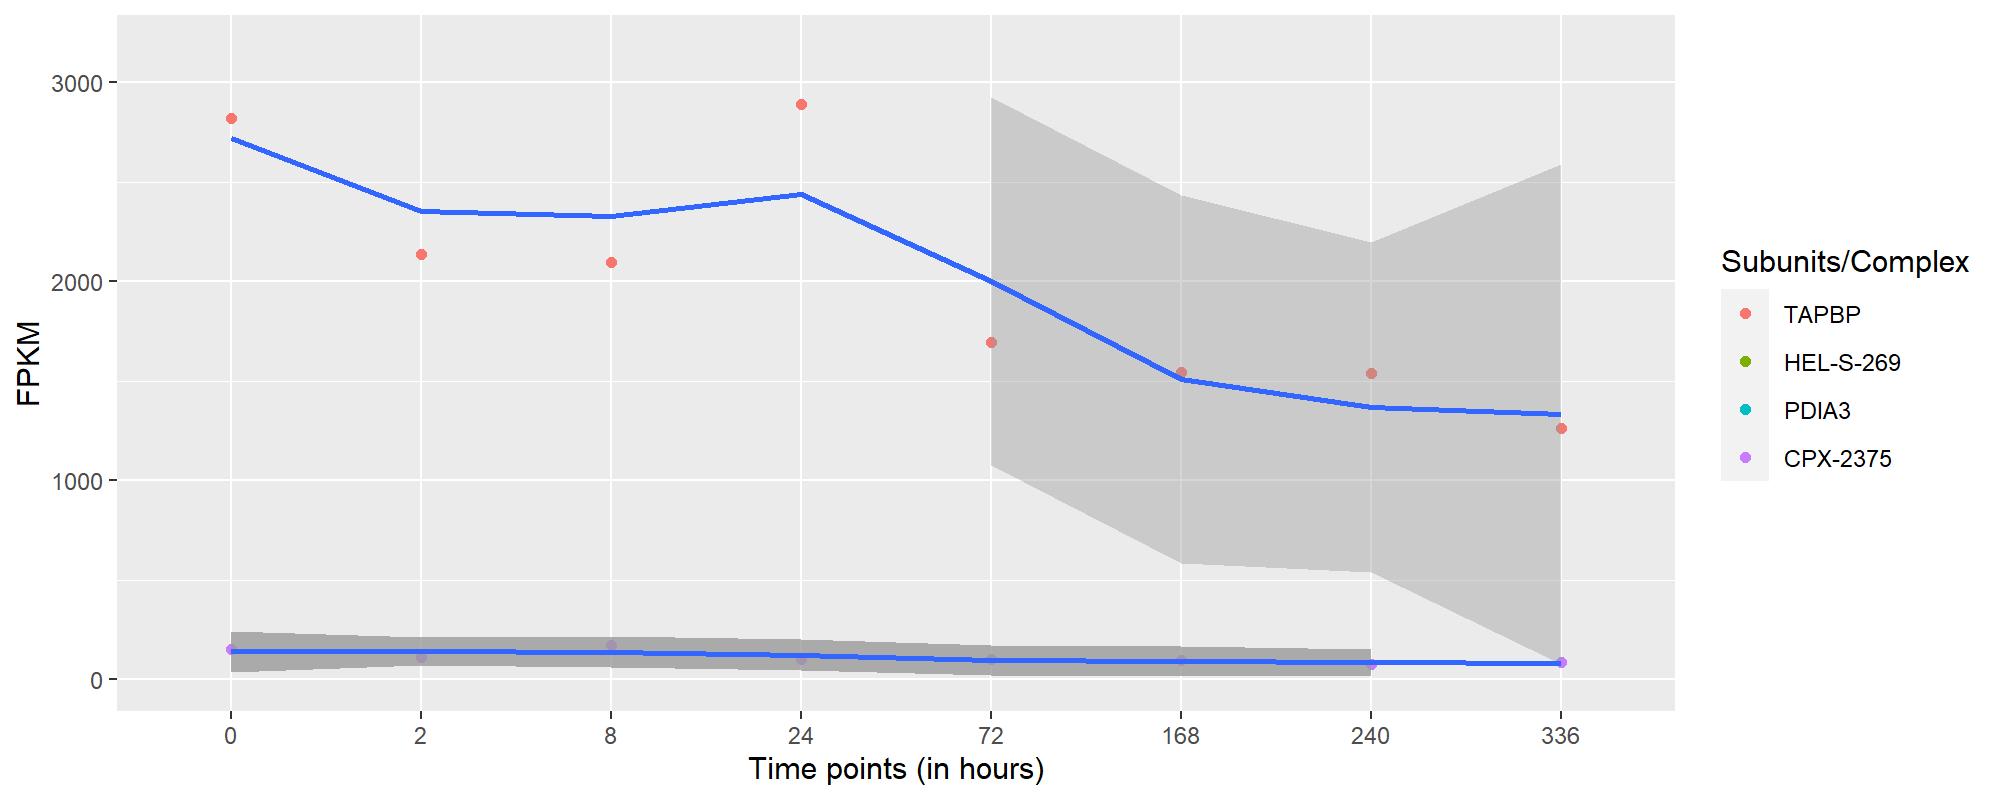 3000
2000
1000
0
FPKM
0 2 8 24 72 168 240 336
Time points (in hours)
Subunits/Complex
TAPBP
HEL-S-269
PDIA3
CPX-2375